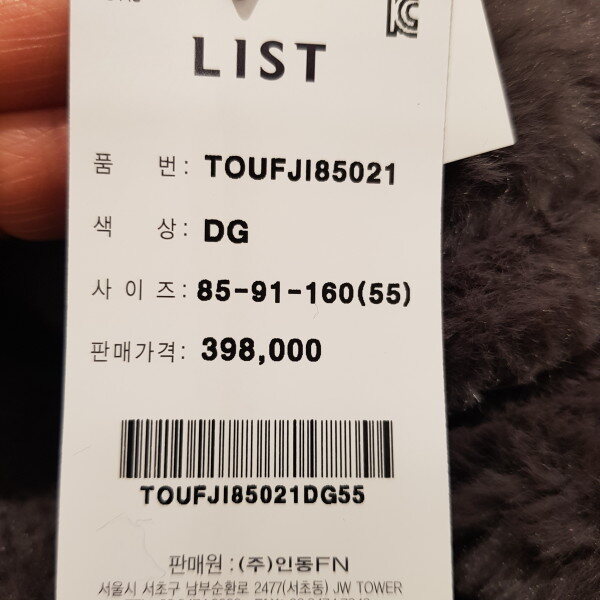 LIST
품 번: TOUFJI85021
색 상: DG
사이즈: 85-91-160(55)
판매가격: 398,000
TOUFJI85021DG55
판매원 : (주)인동FN
서울시 서초구 남부순환로 2477(서초동) JW TOWER